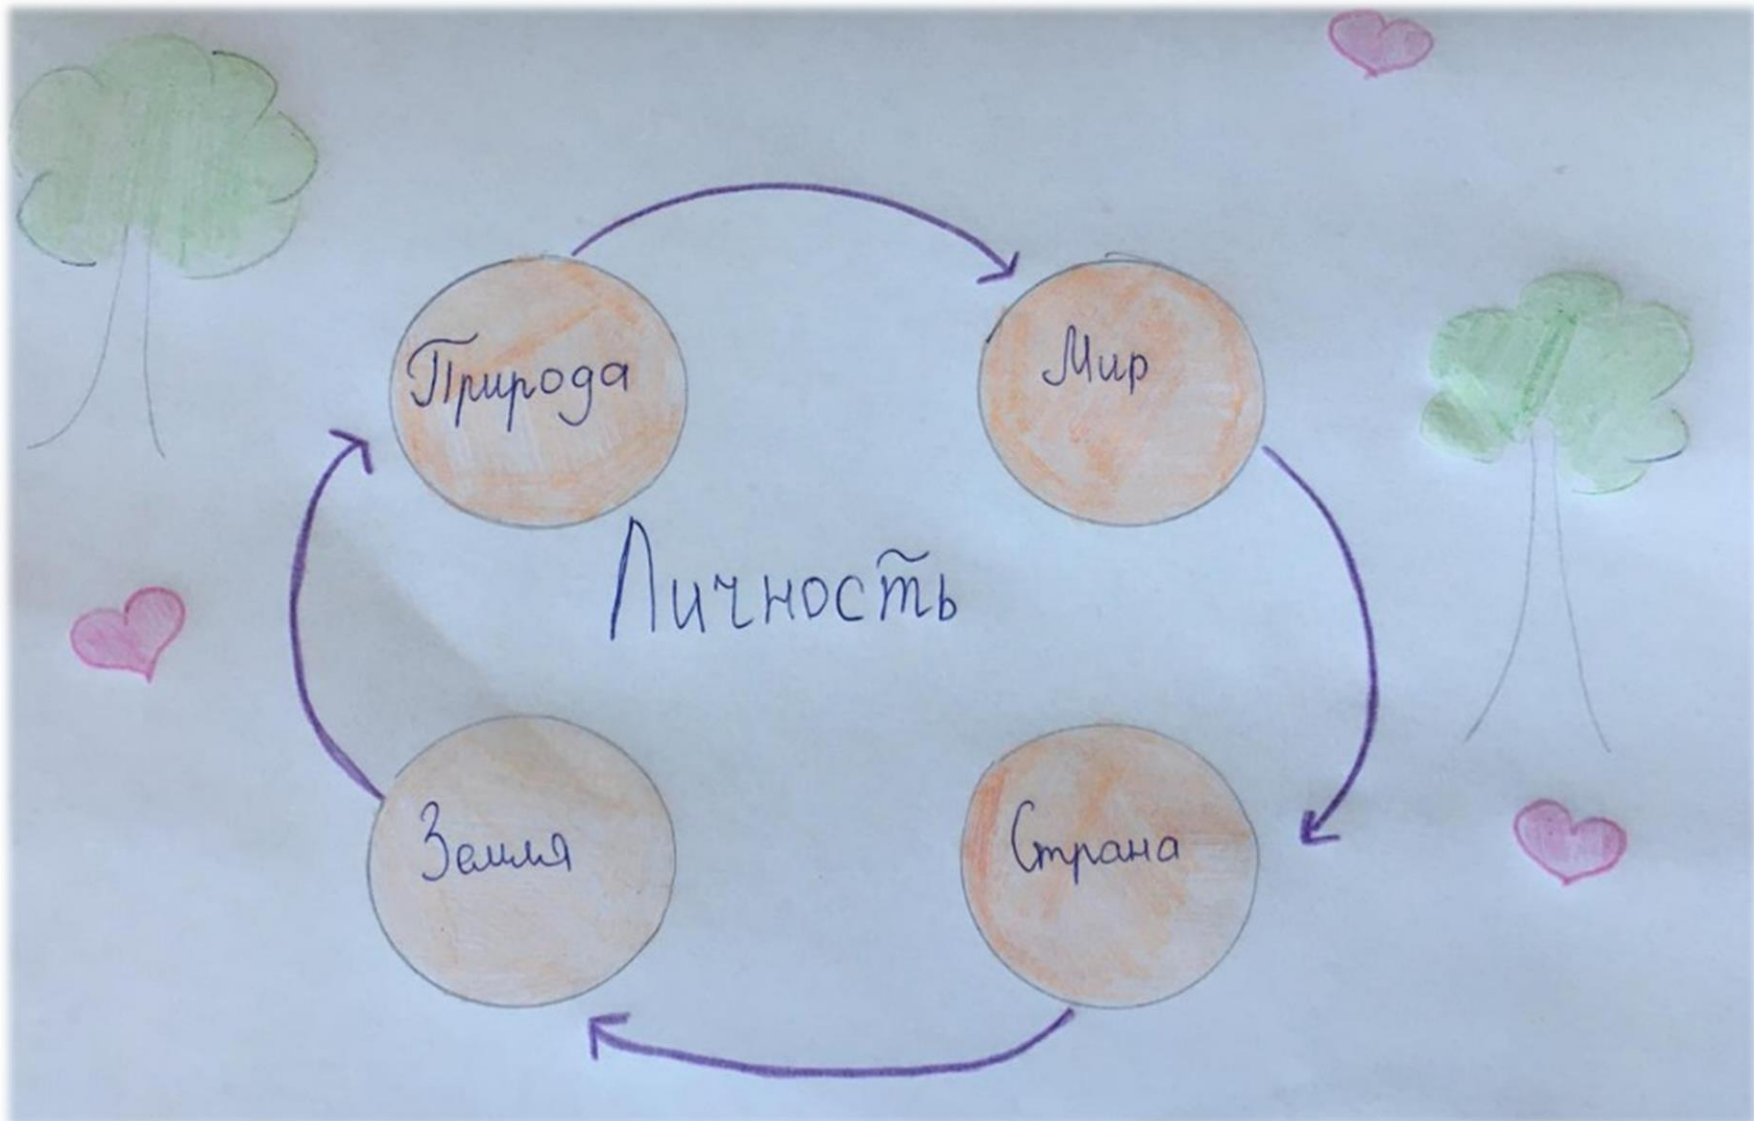 Природа
Мир
Личность
Земля
Страна